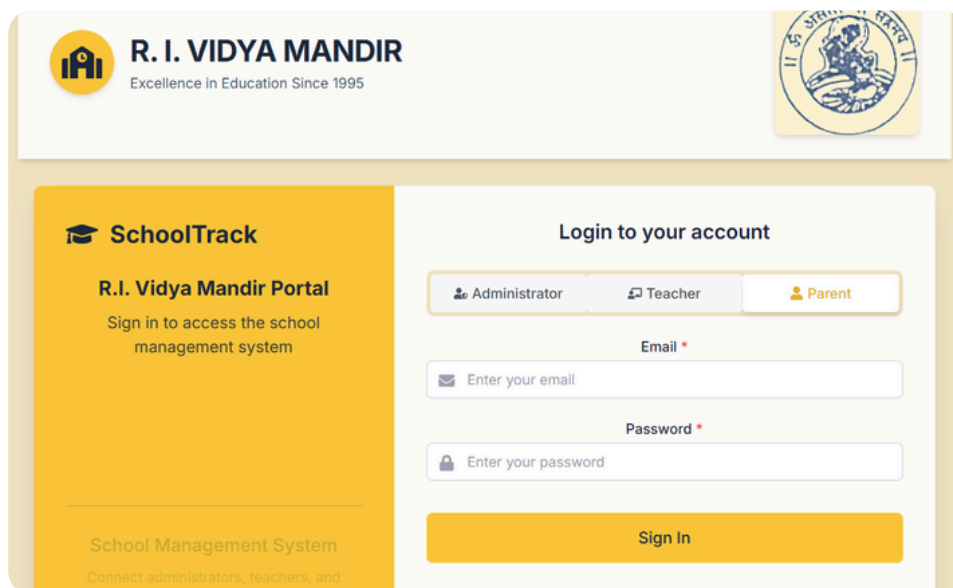 R. I. VIDYA MANDIR
Excellence in Education Since 1995
SchoolTrack
R.I. Vidya Mandir Portal
Sign in to access the school
management system
School Management System
Connect administrators, teachers, and
Login to your account
Administrator
Teacher
Parent
Email *
Enter your email
Password *
Enter your password
Sign In